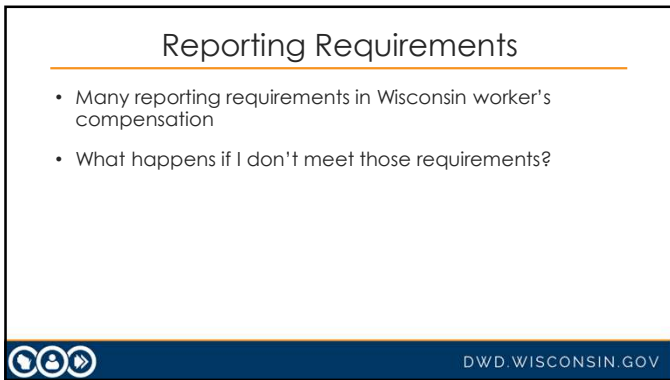 Reporting Requirements
• Many reporting requirements in Wisconsin worker’s
compensation
• What happens if I don’t meet those requirements?
DWD.WISCONSIN.GOV